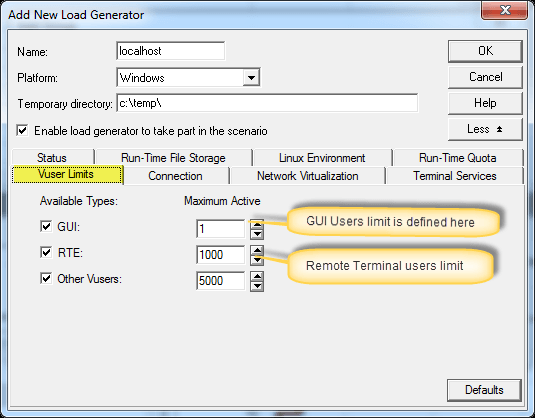 Add New Load Generator
Name:
localhost
OK
Platform:
Windows
Cancel
Temporary directory:
c:\temp\
Help
Enable load generator to take part in the scenario
Less
Status
Run-Time File Storage
Linux Environment
Run-Time Quota
Vuser Limits
Connection
Network Virtualization
Terminal Services
Available Types:
Maximum Active
GUI:
1
GUI Users limit is defined here
RTE:
1000
Remote Terminal users limit
Other Vusers:
5000
Defaults